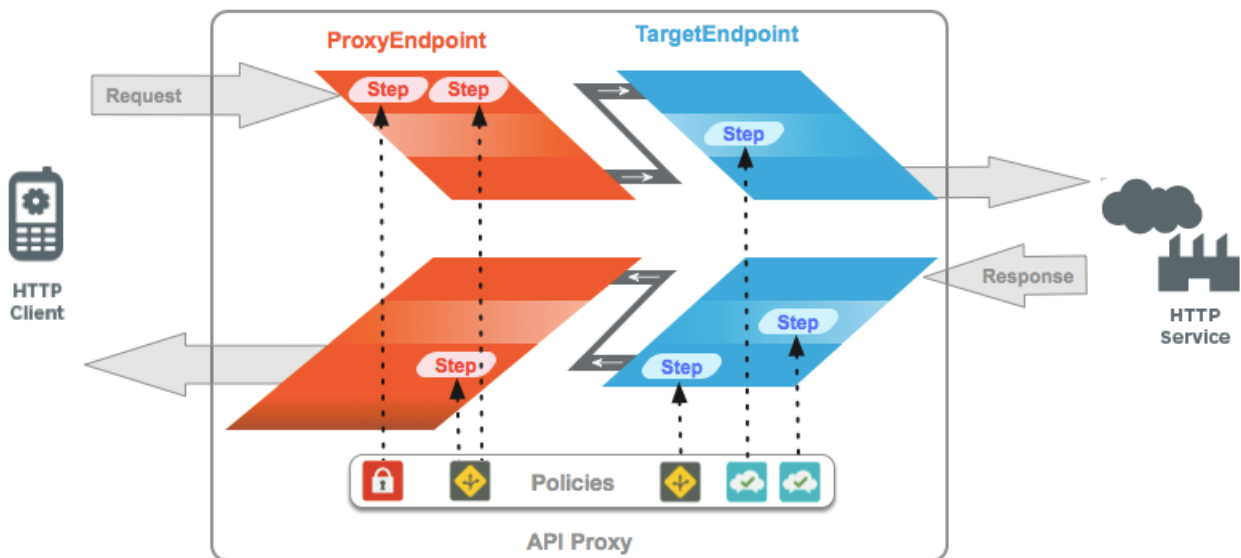 ProxyEndpoint
TargetEndpoint
Request
Step
Step
Step
HTTP
Client
Response
Step
Step
Step
HTTP
Service
Policies
API Proxy